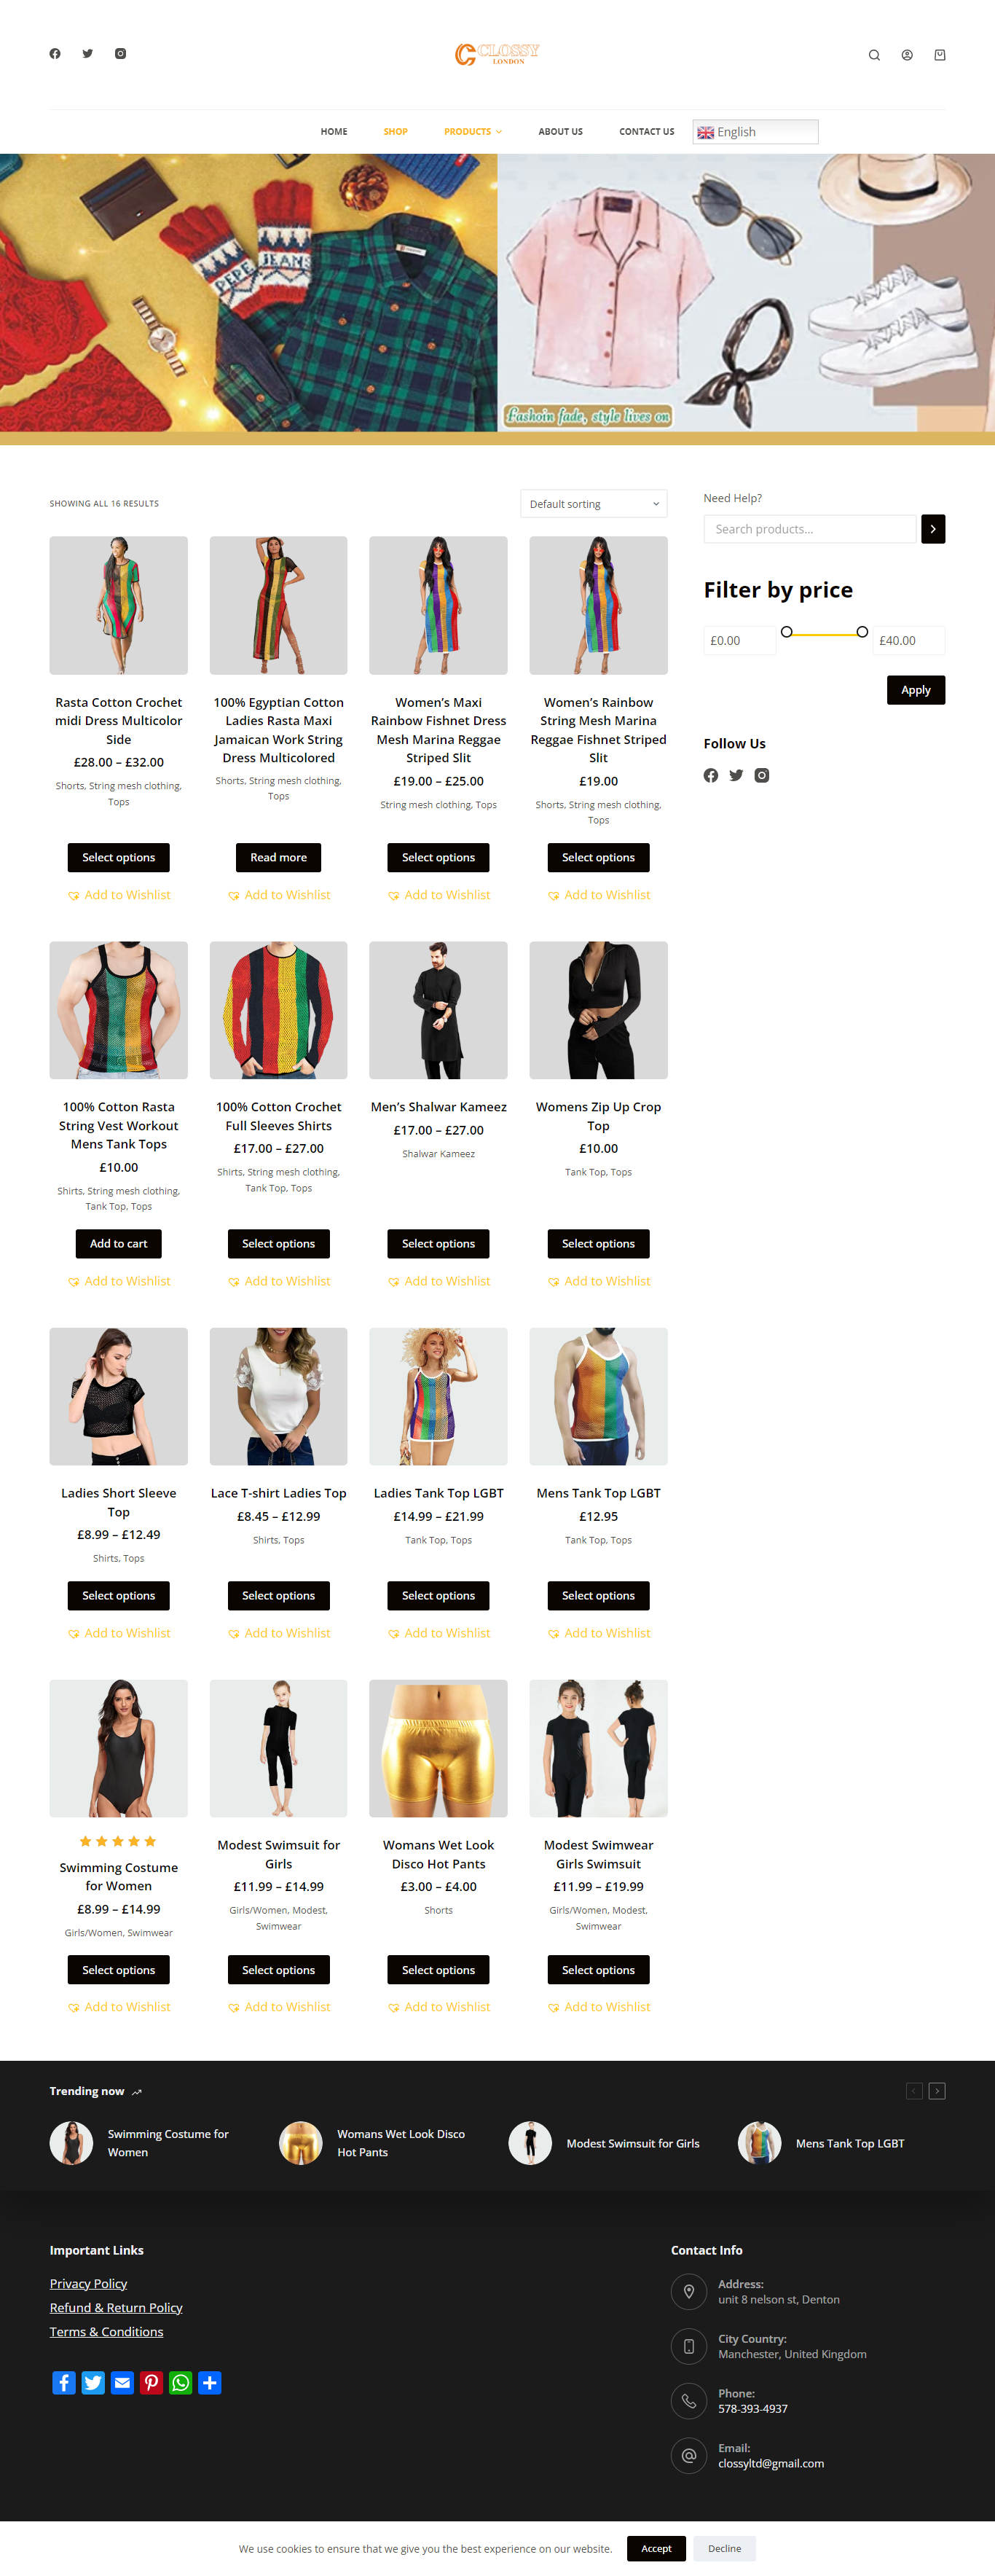 CLOSSY
LONDON
HOME
SHOP
PRODUCTS
ABOUT US
CONTACT US
English
PEPE JEANS
Fashoin fade, style lives on
SHOWING ALL 16 RESULTS
Default sorting
Need Help?
Search products...
Filter by price
£0.00
£40.00
Apply
Follow Us
Rasta Cotton Crochet
midi Dress Multicolor
Side
£28.00 – £32.00
Shorts, String mesh clothing,
Tops
Select options
Add to Wishlist
100% Egyptian Cotton
Ladies Rasta Maxi
Jamaican Work String
Dress Multicolored
Shorts, String mesh clothing,
Tops
Read more
Add to Wishlist
Women’s Maxi
Rainbow Fishnet Dress
Mesh Marina Reggae
Striped Slit
£19.00 – £25.00
String mesh clothing, Tops
Select options
Add to Wishlist
Women’s Rainbow
String Mesh Marina
Reggae Fishnet Striped
Slit
£19.00
Shorts, String mesh clothing,
Tops
Select options
Add to Wishlist
100% Cotton Rasta
String Vest Workout
Mens Tank Tops
£10.00
Shirts, String mesh clothing,
Tank Top, Tops
Add to cart
Add to Wishlist
100% Cotton Crochet
Full Sleeves Shirts
£17.00 – £27.00
Shirts, String mesh clothing,
Tank Top, Tops
Select options
Add to Wishlist
Men’s Shalwar Kameez
£17.00 – £27.00
Shalwar Kameez
Select options
Add to Wishlist
Womens Zip Up Crop
Top
£10.00
Tank Top, Tops
Select options
Add to Wishlist
Ladies Short Sleeve
Top
£8.99 – £12.49
Shirts, Tops
Select options
Add to Wishlist
Lace T-shirt Ladies Top
£8.45 – £12.99
Shirts, Tops
Select options
Add to Wishlist
Ladies Tank Top LGBT
£14.99 – £21.99
Tank Top, Tops
Select options
Add to Wishlist
Mens Tank Top LGBT
£12.95
Tank Top, Tops
Select options
Add to Wishlist
Swimming Costume
for Women
£8.99 – £14.99
Girls/Women, Swimwear
Select options
Add to Wishlist
Modest Swimsuit for
Girls
£11.99 – £14.99
Girls/Women, Modest,
Swimwear
Select options
Add to Wishlist
Womans Wet Look
Disco Hot Pants
£3.00 – £4.00
Shorts
Select options
Add to Wishlist
Modest Swimwear
Girls Swimsuit
£11.99 – £19.99
Girls/Women, Modest,
Swimwear
Select options
Add to Wishlist
Trending now
Swimming Costume for
Women
Womans Wet Look Disco
Hot Pants
Modest Swimsuit for Girls
Mens Tank Top LGBT
Important Links
Privacy Policy
Refund & Return Policy
Terms & Conditions
Contact Info
Address:
unit 8 nelson st, Denton
City Country:
Manchester, United Kingdom
Phone:
578-393-4937
Email:
clossyltd@gmail.com
We use cookies to ensure that we give you the best experience on our website.
Accept
Decline